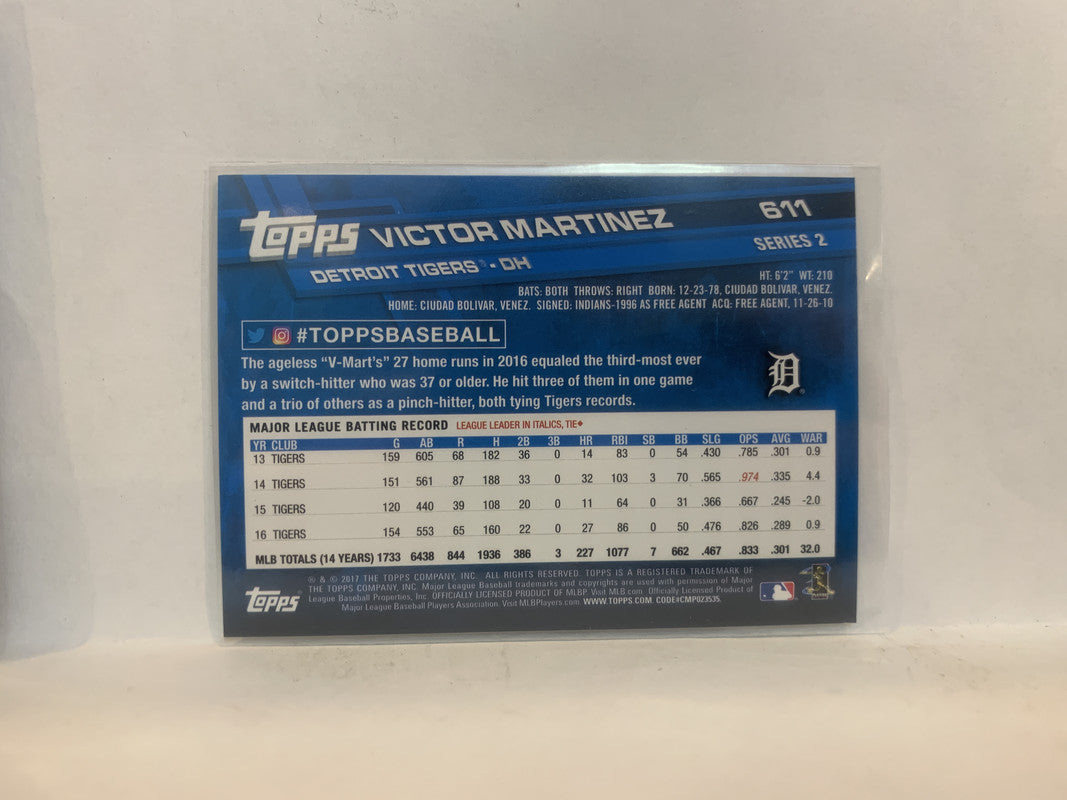 Topps VICTOR MARTINEZ 611
DETROIT TIGERS® - DH SERIES 2
HT: 6'2" WT: 210
BATS: BOTH THROWS: RIGHT BORN: 12-23-78, CIUDAD BOLIVAR, VENEZ.
HOME: CIUDAD BOLIVAR, VENEZ. SIGNED: INDIANS-1996 AS FREE AGENT ACQ: FREE AGENT, 11-26-10
#TOPPSBASEBALL
The ageless “V-Mart's” 27 home runs in 2016 equaled the third-most ever
by a switch-hitter who was 37 or older. He hit three of them in one game
and a trio of others as a pinch-hitter, both tying Tigers records.
D
MAJOR LEAGUE BATTING RECORD LEAGUE LEADER IN ITALICS, TIE♦
YR CLUB G AB R H 2B 3B HR RBI SB BB SLG OPS AVG WAR
13 TIGERS 159 605 68 182 36 0 14 83 0 54 .430 .785 .301 0.9
14 TIGERS 151 561 87 188 33 0 32 103 3 70 .565 .974 .335 4.4
15 TIGERS 120 440 39 108 20 0 11 64 0 31 .366 .667 .245 -2.0
16 TIGERS 154 553 65 160 22 0 27 86 0 50 .476 .826 .289 0.9
MLB TOTALS (14 YEARS) 1733 6438 844 1936 386 3 227 1077 7 662 .467 .833 .301 32.0
® & © 2017 THE TOPPS COMPANY, INC. ALL RIGHTS RESERVED. TOPPS IS A REGISTERED TRADEMARK OF
THE TOPPS COMPANY, INC. Major League Baseball trademarks and copyrights are used with permission of Major
League Baseball Properties, Inc. OFFICIALLY LICENSED PRODUCT OF MLBP. Visit MLB.com. Officially Licensed Product of
Major League Baseball Players Association. Visit MLBPlayers.com. WWW.TOPPS.COM. CODE#CMP023535.
Topps